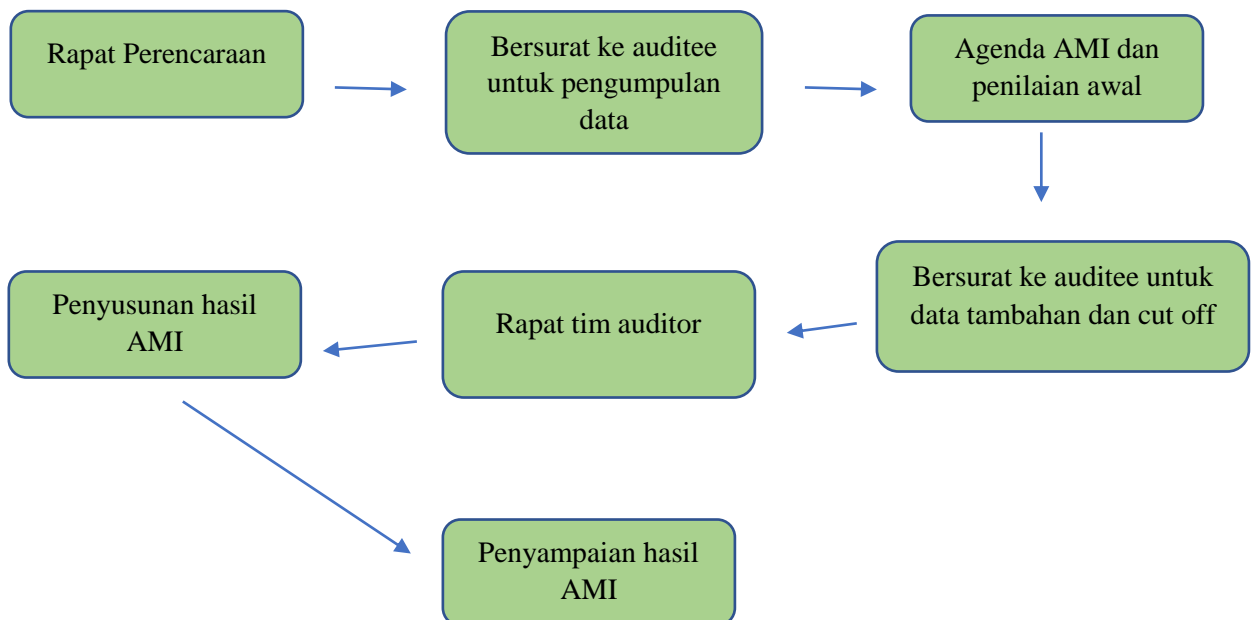 Rapat Perencaraan
Bersurat ke auditee
untuk pengumpulan
data
Agenda AMI dan
penilaian awal
Bersurat ke auditee untuk
data tambahan dan cut off
Rapat tim auditor
Penyusunan hasil
AMI
Penyampaian hasil
AMI